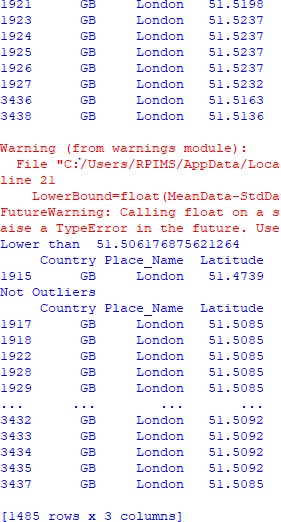 1921 GB London 51.5198
1923 GB London 51.5237
1924 GB London 51.5237
1925 GB London 51.5237
1926 GB London 51.5237
1927 GB London 51.5232
3436 GB London 51.5163
3438 GB London 51.5136
Warning (from warnings module):
File "C:/Users/RPIMS/AppData/Loca
line 21
LowerBound=float(MeanData-StdDa
FutureWarning: Calling float on a s
aise a TypeError in the future. Use
Lower than 51.506176875621264
Country Place_Name Latitude
1915 GB London 51.4739
Not Outliers
Country Place_Name Latitude
1917 GB London 51.5085
1918 GB London 51.5085
1922 GB London 51.5085
1928 GB London 51.5085
1929 GB London 51.5085
... ... ... ...
3432 GB London 51.5092
3433 GB London 51.5092
3434 GB London 51.5092
3435 GB London 51.5092
3437 GB London 51.5085
[1485 rows x 3 columns]